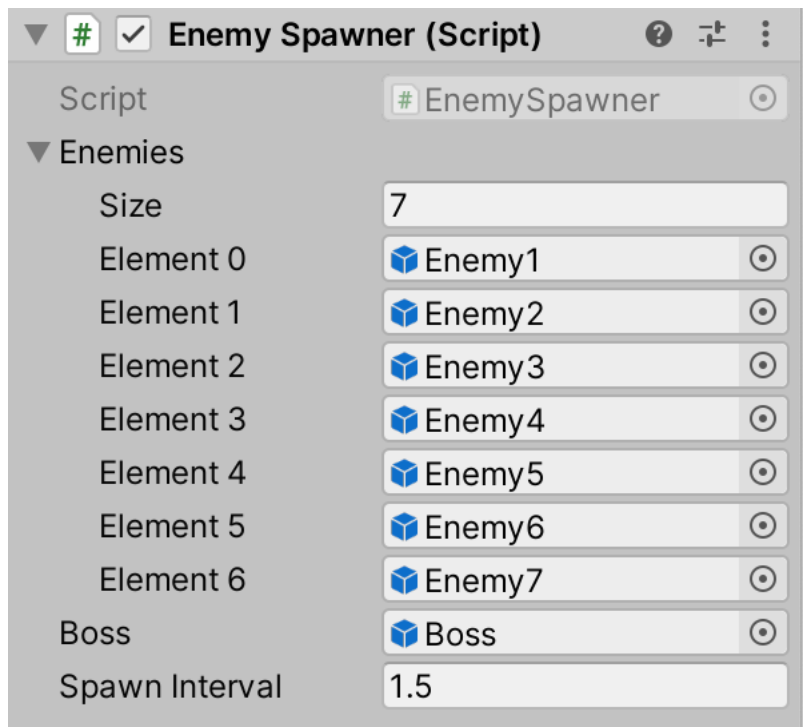 # Enemy Spawner (Script) ?
Script # EnemySpawner
Enemies
Size 7
Element 0 Enemy1
Element 1 Enemy2
Element 2 Enemy3
Element 3 Enemy4
Element 4 Enemy5
Element 5 Enemy6
Element 6 Enemy7
Boss Boss
Spawn Interval 1.5